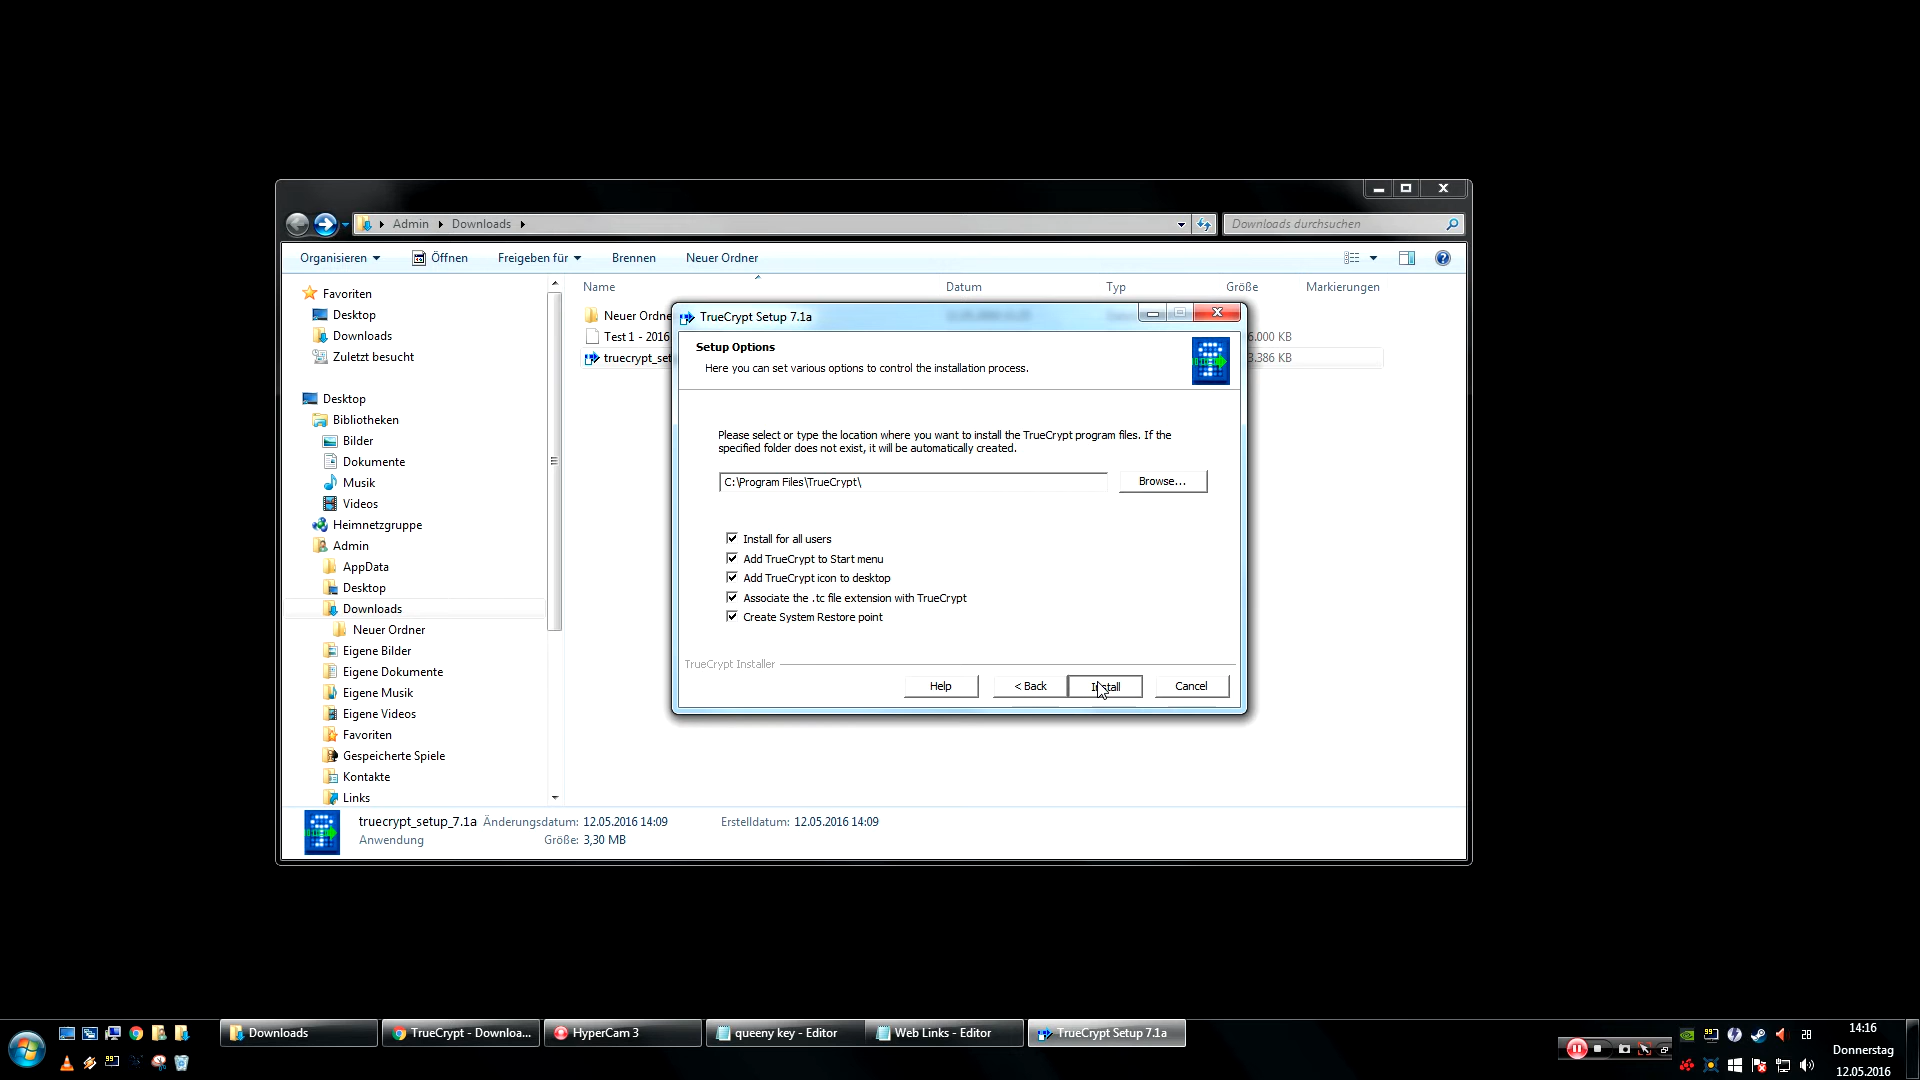 Admin
Downloads
Downloads durchsuchen
Organisieren
Öffnen
Freigeben für
Brennen
Neuer Ordner
Favoriten
Desktop
Downloads
Zuletzt besucht
Desktop
Bibliotheken
Bilder
Dokumente
Musik
Videos
Heimnetzgruppe
Admin
AppData
Desktop
Downloads
Neuer Ordner
Eigene Bilder
Eigene Dokumente
Eigene Musik
Eigene Videos
Favoriten
Gespeicherte Spiele
Kontakte
Links
Name
Datum
Typ
Größe
Markierungen
Neuer Ordne
Test 1 - 2016
6.000 KB
truecrypt_set
3.386 KB
TrueCrypt Setup 7.1a
Setup Options
Here you can set various options to control the installation process.
Please select or type the location where you want to install the TrueCrypt program files. If the
specified folder does not exist, it will be automatically created.
C:\Program Files\TrueCrypt\
Browse...
Install for all users
Add TrueCrypt to Start menu
Add TrueCrypt icon to desktop
Associate the .tc file extension with TrueCrypt
Create System Restore point
TrueCrypt Installer
Help
< Back
Install
Cancel
truecrypt_setup_7.1a
Änderungsdatum: 12.05.2016 14:09
Erstelldatum: 12.05.2016 14:09
Anwendung
Größe: 3,30 MB
Downloads
TrueCrypt - Downloa...
HyperCam 3
queeny key - Editor
Web Links - Editor
TrueCrypt Setup 7.1a
28
14:16
Donnerstag
12.05.2016